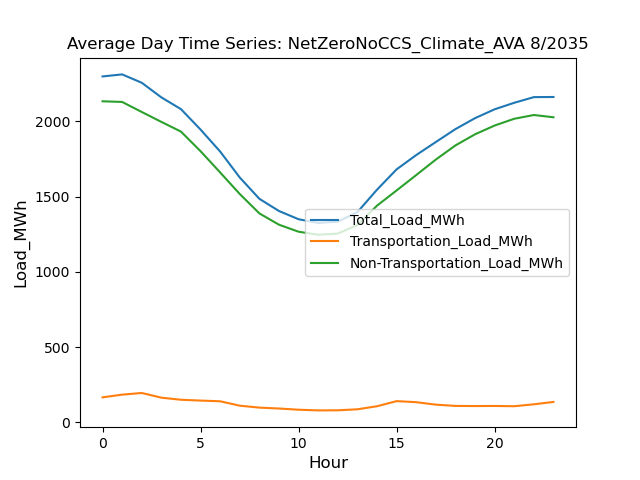 Average Day Time Series: NetZeroNoCCS_Climate_AVA 8/2035
Load_MWh
2000
1500
1000
500
0
Total_Load_MWh
Transportation_Load_MWh
Non-Transportation_Load_MWh
0 5 10 15 20
Hour